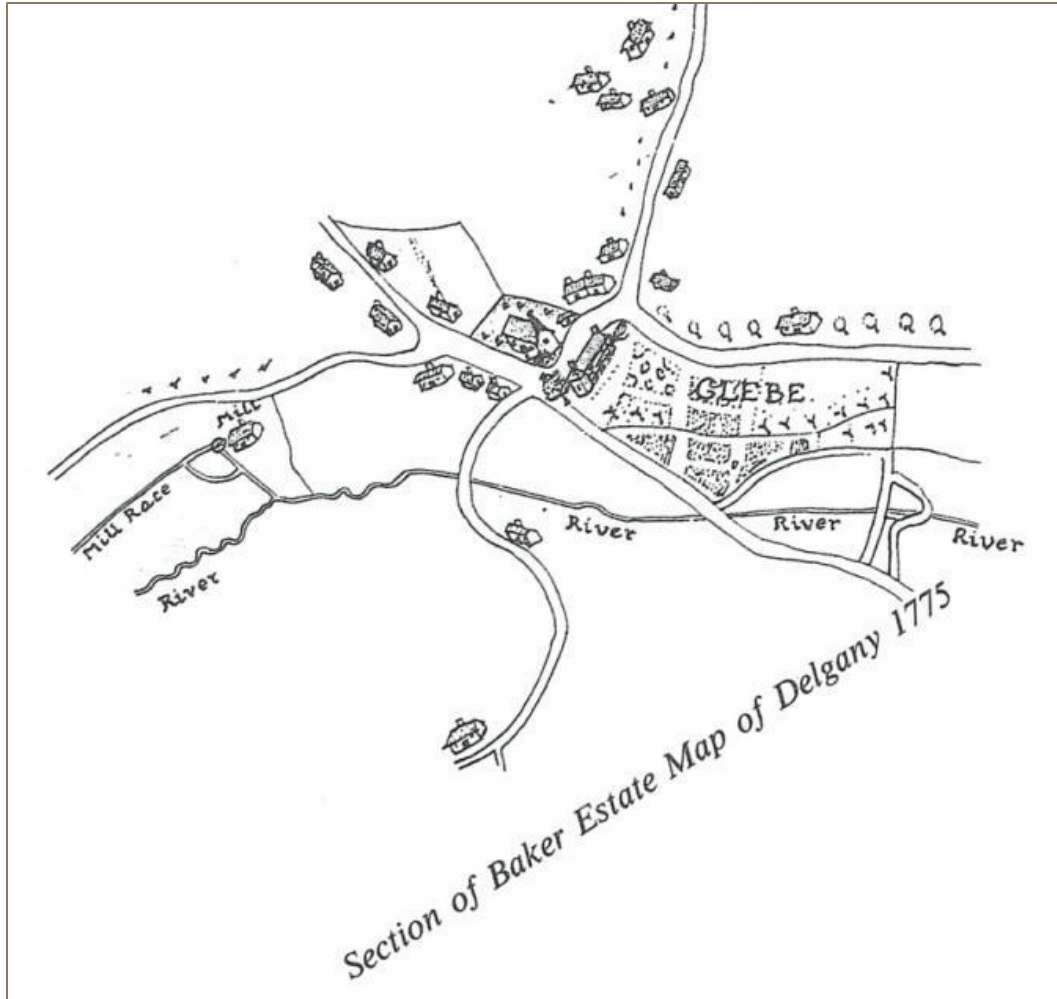 GLEBE
Mill
Mill Race
River
River
River
River
Section of Baker Estate Map of Delgany 1775